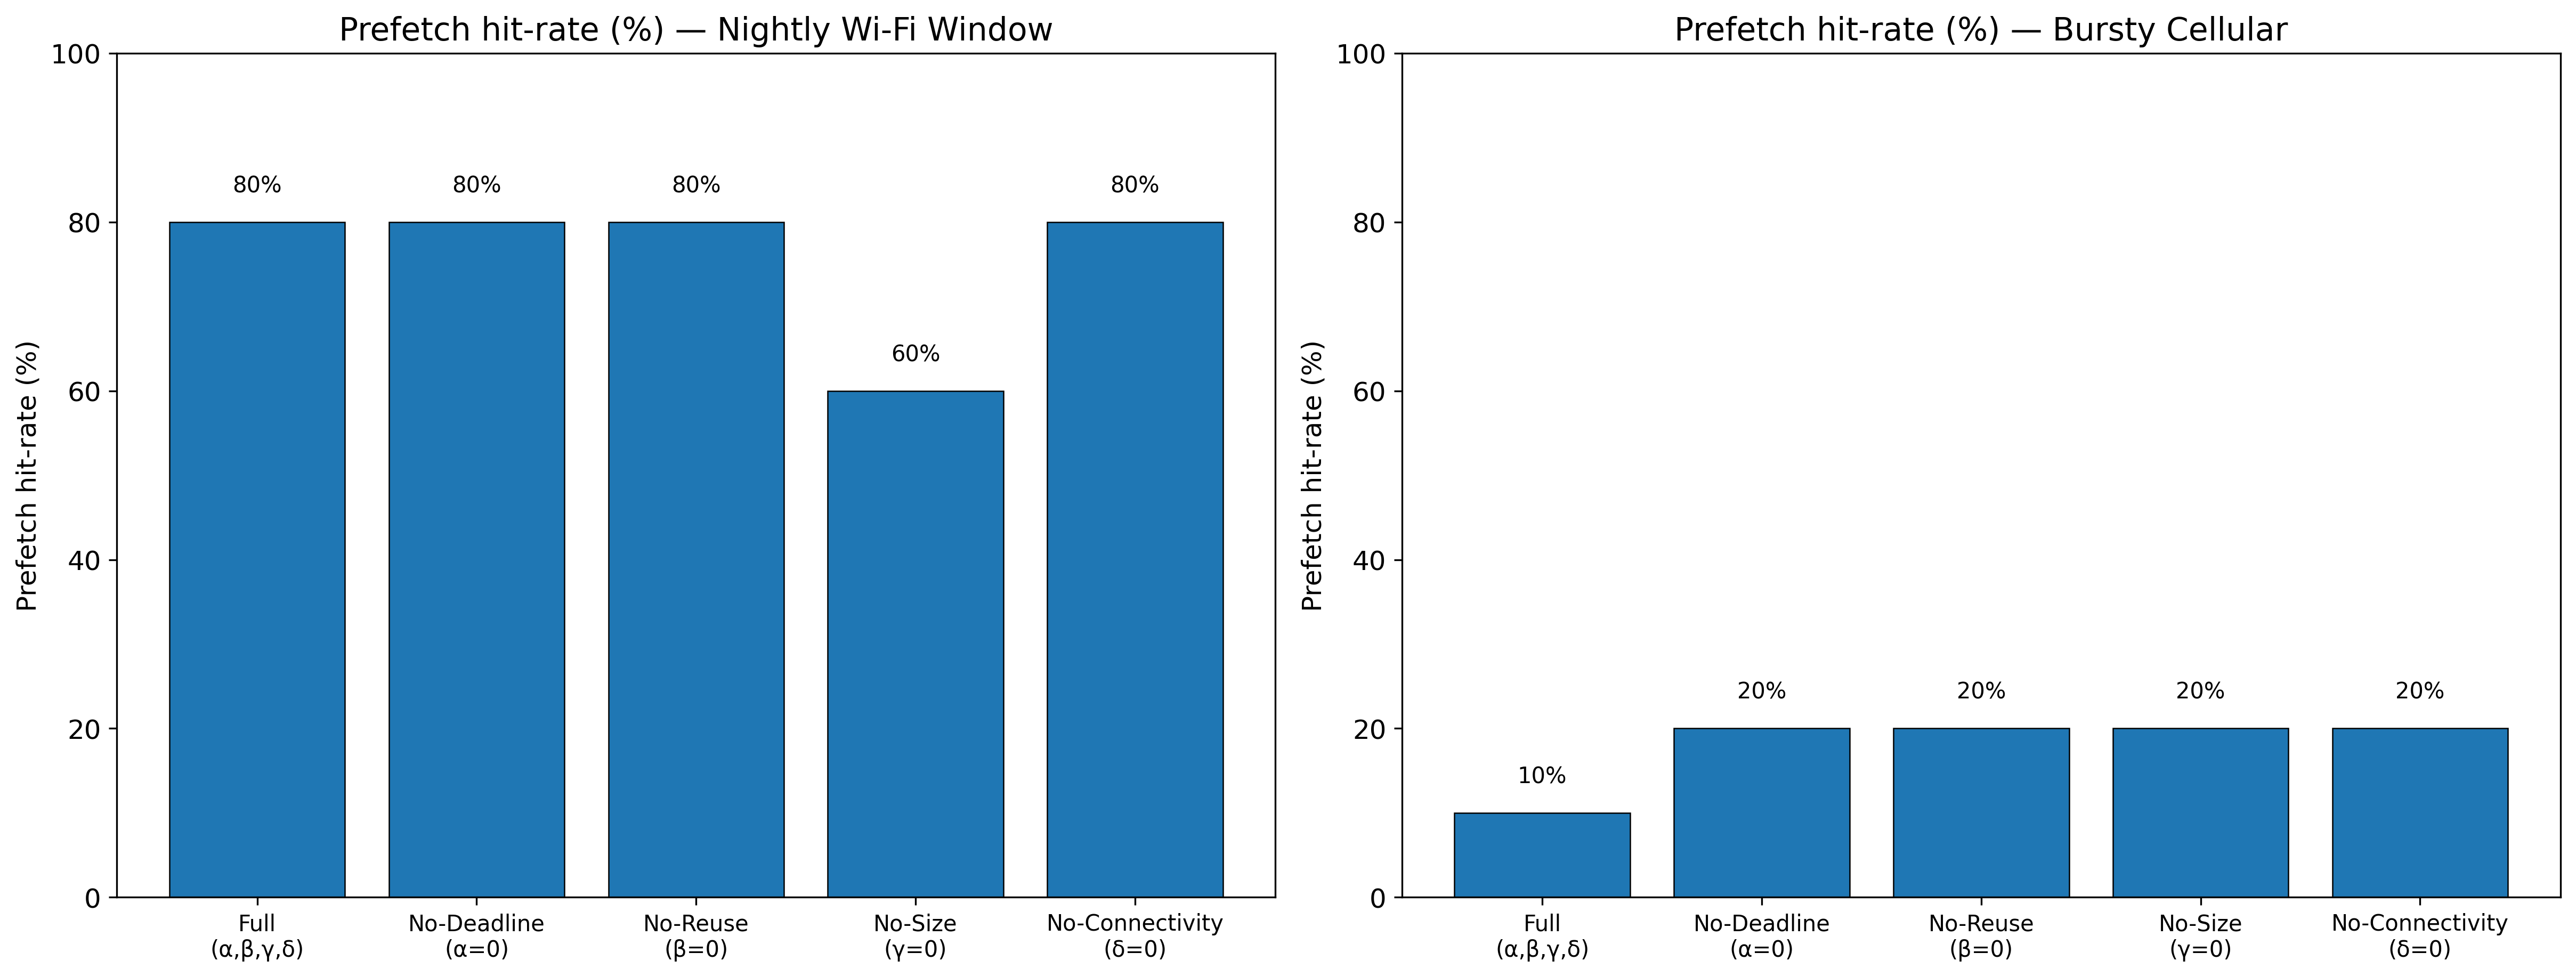 Prefetch hit-rate (%) — Nightly Wi-Fi Window
Prefetch hit-rate (%)
100
80
60
40
20
0
80%
80%
80%
60%
80%
Full
(α,β,γ,δ)
No-Deadline
(α=0)
No-Reuse
(β=0)
No-Size
(γ=0)
No-Connectivity
(δ=0)
Prefetch hit-rate (%) — Bursty Cellular
Prefetch hit-rate (%)
100
80
60
40
20
0
10%
20%
20%
20%
20%
Full
(α,β,γ,δ)
No-Deadline
(α=0)
No-Reuse
(β=0)
No-Size
(γ=0)
No-Connectivity
(δ=0)